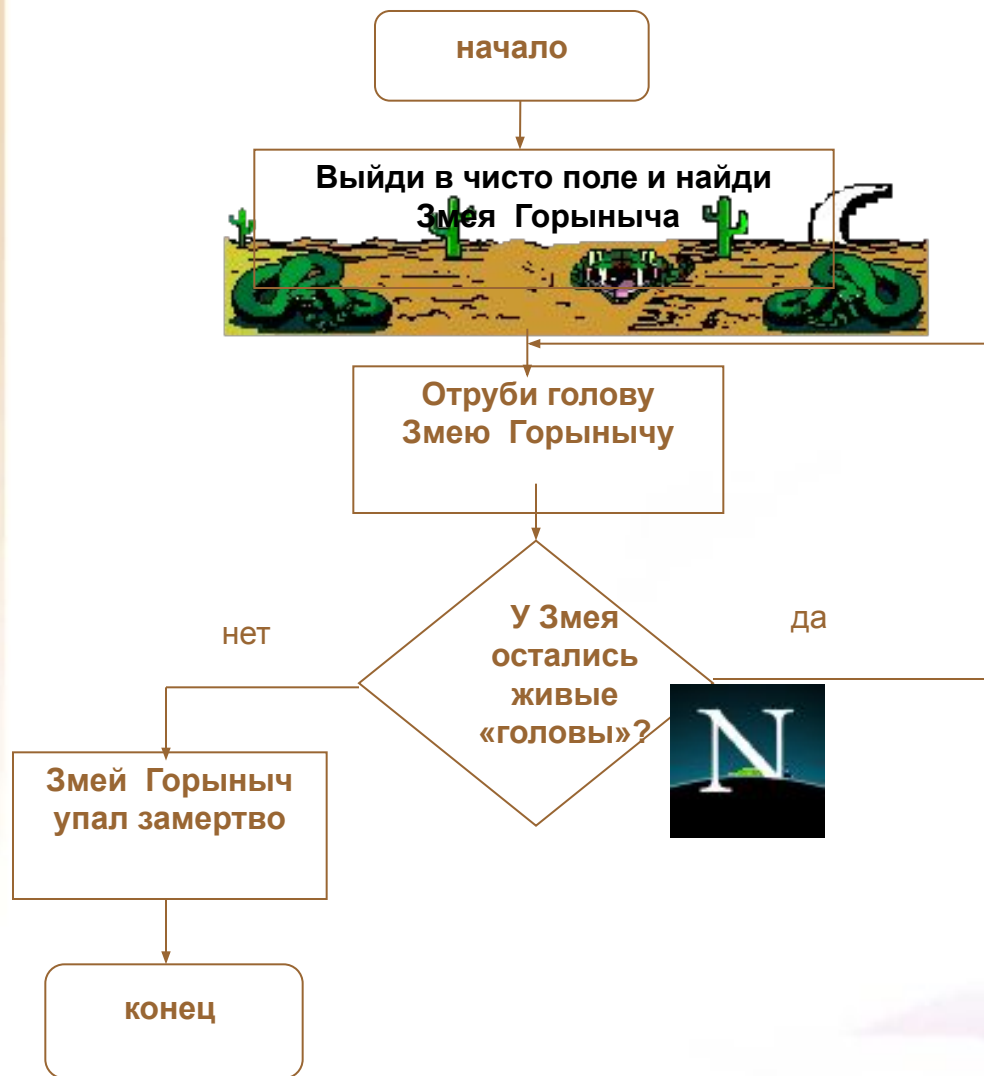 начало
Выйди в чисто поле и найди
Змея Горыныча
Отруби голову
Змею Горынычу
У Змея
остались
живые
«головы»?
нет
да
N
Змей Горыныч
упал замертво
конец